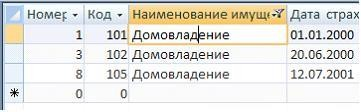 Номер Код Наименование имуще Дата страх
1 101 Домовладение 01.01.2000
3 102 Домовладение 20.06.2000
8 105 Домовладение 12.07.2001
* 0 0